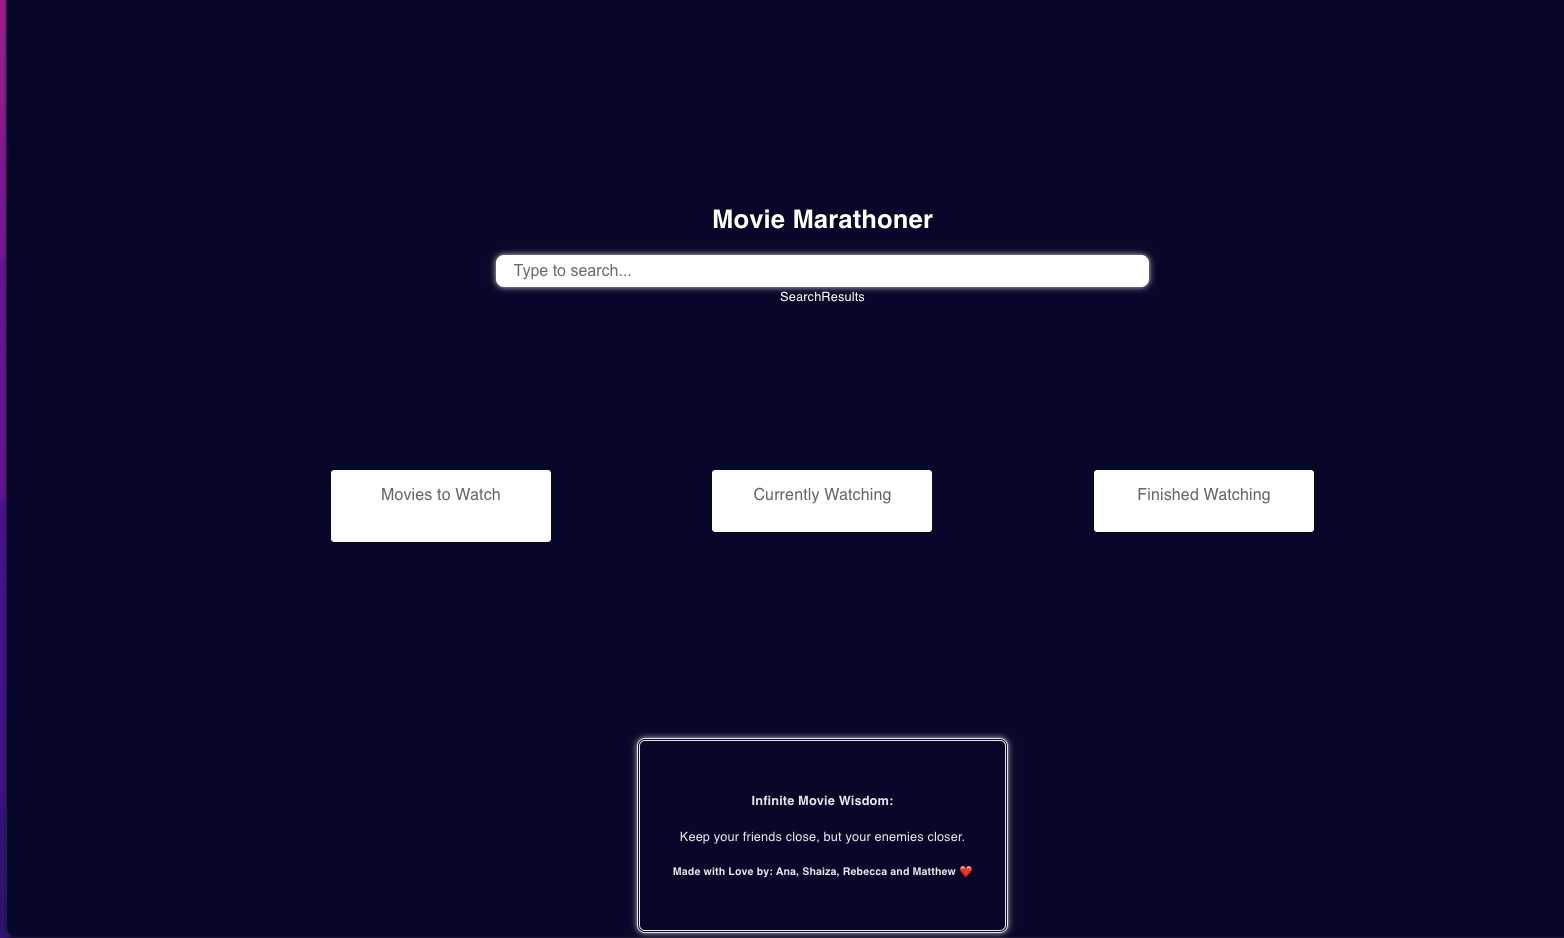 Movie Marathoner
Type to search...
SearchResults
Movies to Watch
Currently Watching
Finished Watching
Infinite Movie Wisdom:
Keep your friends close, but your enemies closer.
Made with Love by: Ana, Shaiza, Rebecca and Matthew ❤️